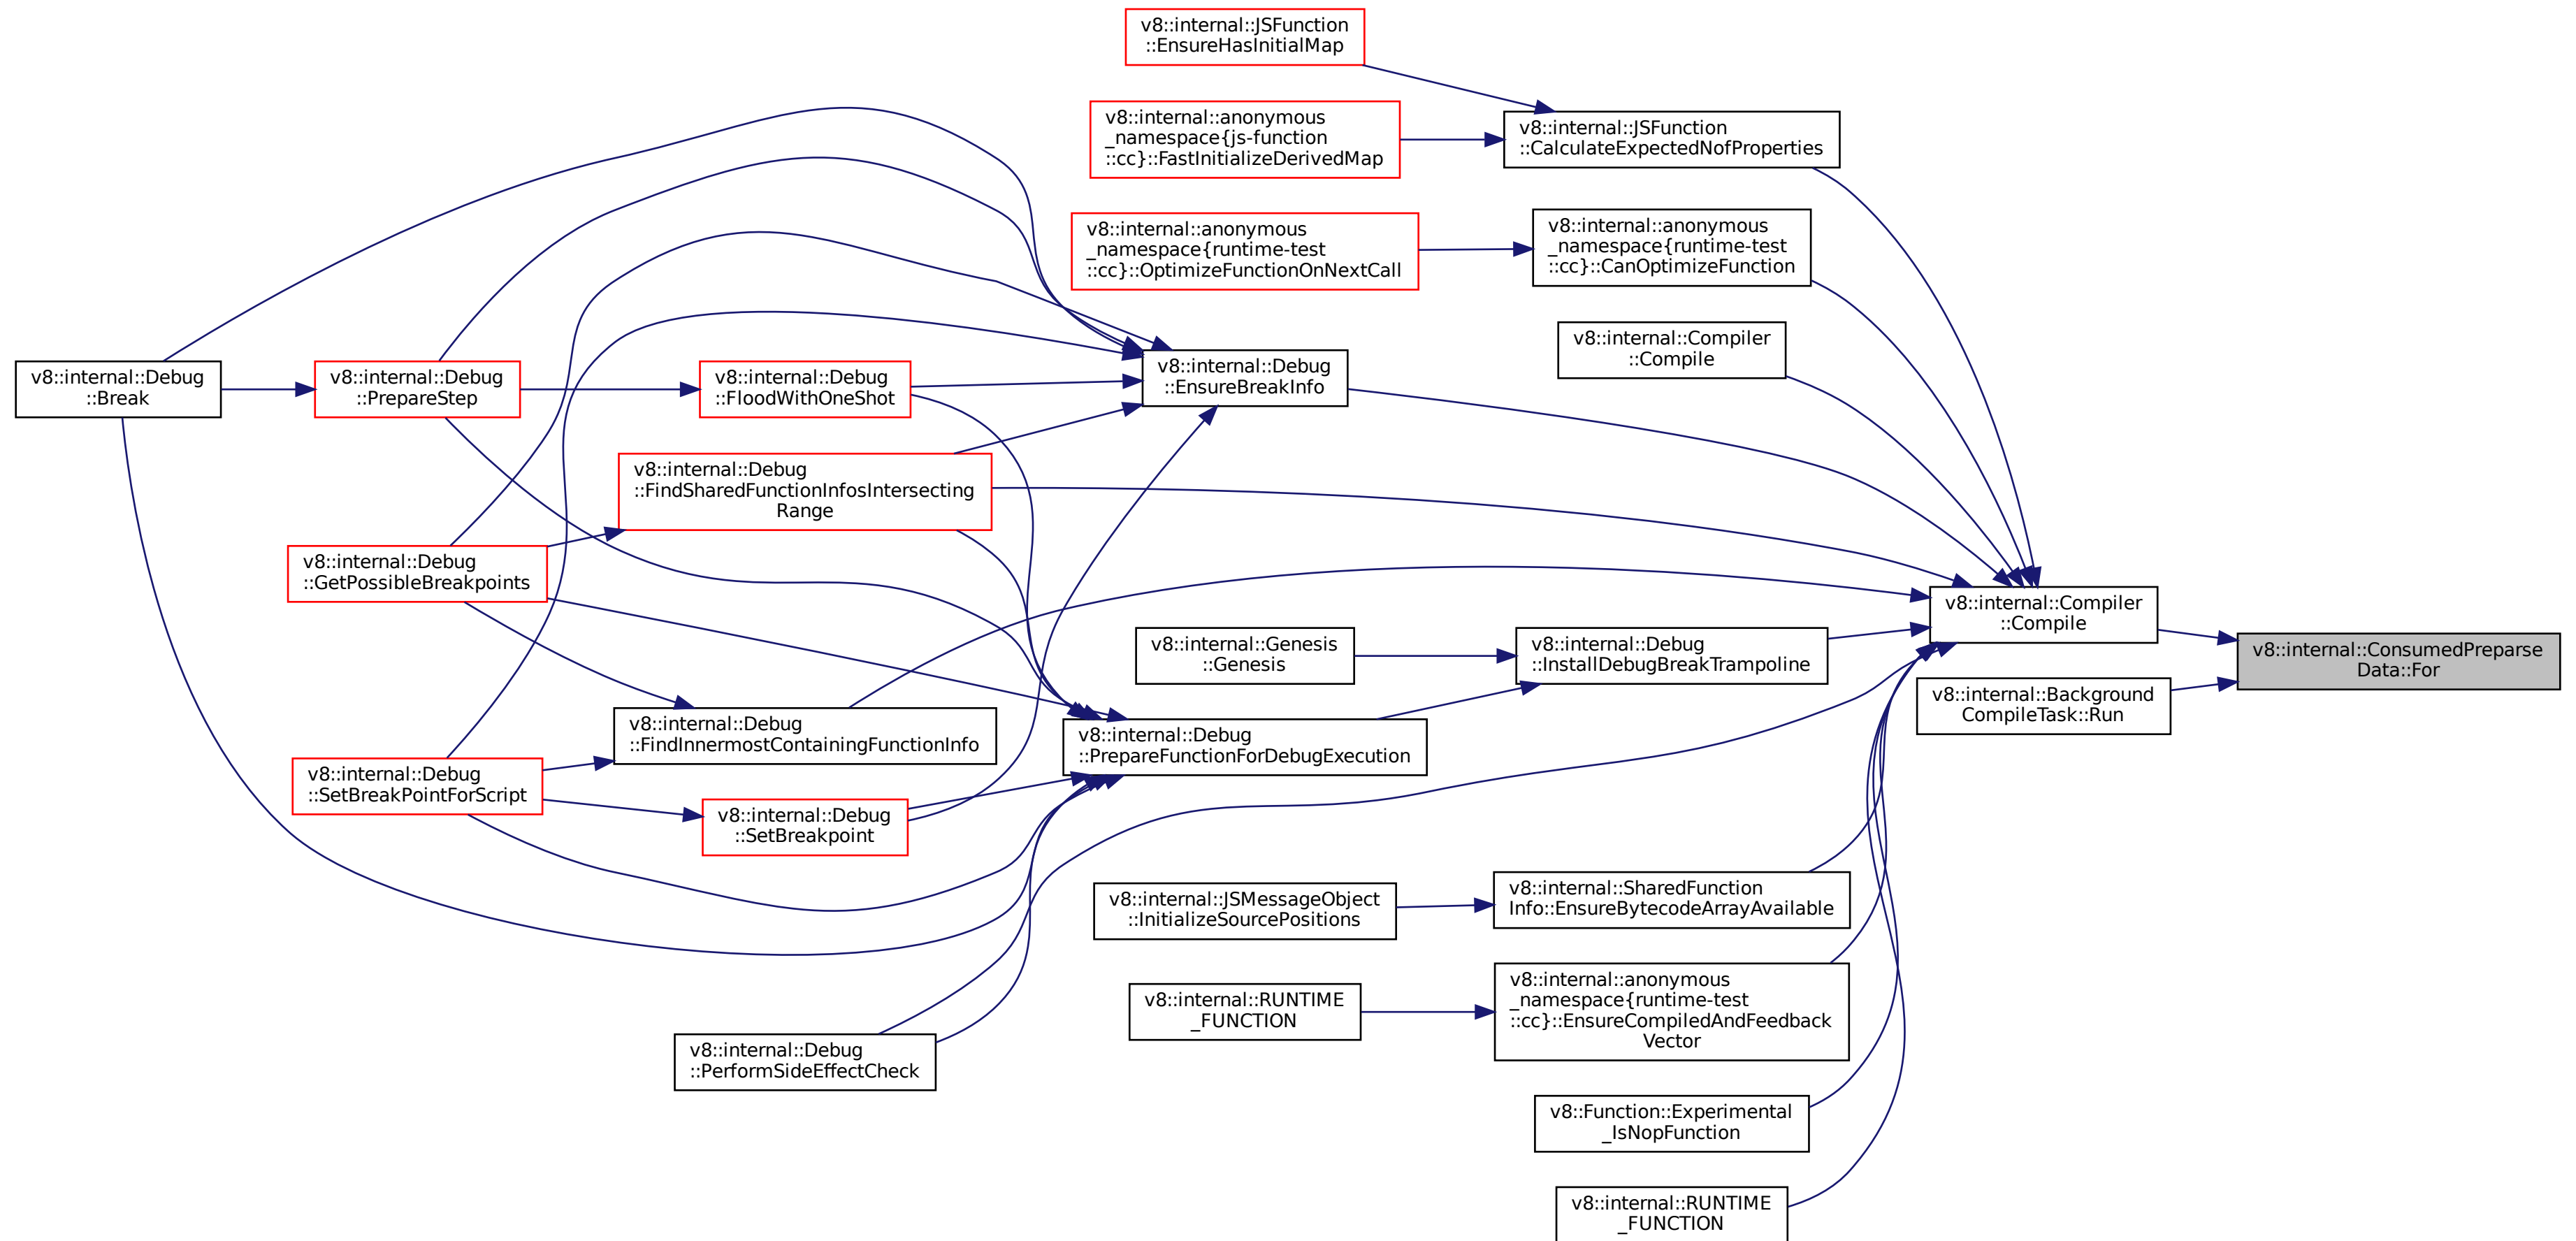 v8::internal::JSFunction
::EnsureHasInitialMap
v8::internal::anonymous
_namespace{js-function
::cc}::FastInitializeDerivedMap
v8::internal::JSFunction
::CalculateExpectedNofProperties
v8::internal::anonymous
_namespace{runtime-test
::cc}::OptimizeFunctionOnNextCall
v8::internal::anonymous
_namespace{runtime-test
::cc}::CanOptimizeFunction
v8::internal::Compiler
::Compile
v8::internal::Debug
::Break
v8::internal::Debug
::PrepareStep
v8::internal::Debug
::FloodWithOneShot
v8::internal::Debug
::EnsureBreakInfo
v8::internal::Debug
::FindSharedFunctionInfosIntersecting
Range
v8::internal::Debug
::GetPossibleBreakpoints
v8::internal::Compiler
::Compile
v8::internal::Genesis
::Genesis
v8::internal::Debug
::InstallDebugBreakTrampoline
v8::internal::ConsumedPreparse
Data::For
v8::internal::Background
CompileTask::Run
v8::internal::Debug
::FindInnermostContainingFunctionInfo
v8::internal::Debug
::PrepareFunctionForDebugExecution
v8::internal::Debug
::SetBreakPointForScript
v8::internal::Debug
::SetBreakpoint
v8::internal::JSMessageObject
::InitializeSourcePositions
v8::internal::SharedFunction
Info::EnsureBytecodeArrayAvailable
v8::internal::RUNTIME
_FUNCTION
v8::internal::anonymous
_namespace{runtime-test
::cc}::EnsureCompiledAndFeedback
Vector
v8::internal::Debug
::PerformSideEffectCheck
v8::Function::Experimental
_IsNopFunction
v8::internal::RUNTIME
_FUNCTION